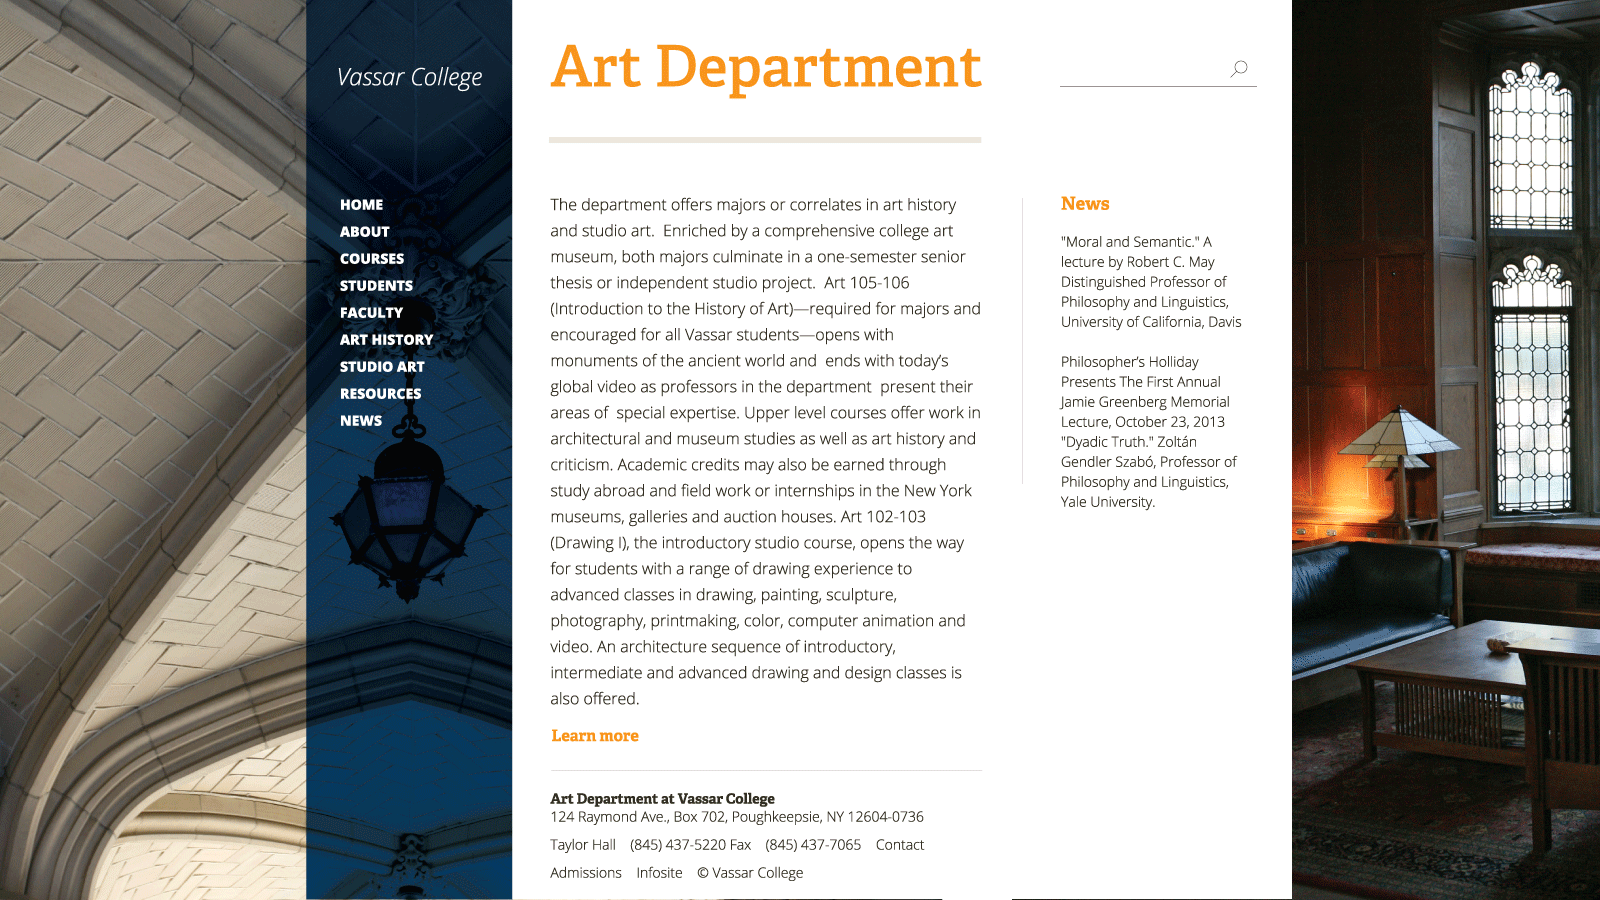 Vassar College
HOME
ABOUT
COURSES
STUDENTS
FACULTY
ART HISTORY
STUDIO ART
RESOURCES
NEWS
Art Department
The department offers majors or correlates in art history
and studio art.  Enriched by a comprehensive college art
museum, both majors culminate in a one-semester senior
thesis or independent studio project.  Art 105-106
(Introduction to the History of Art)—required for majors and
encouraged for all Vassar students—opens with
monuments of the ancient world and  ends with today's
global video as professors in the department  present their
areas of  special expertise. Upper level courses offer work in
architectural and museum studies as well as art history and
criticism. Academic credits may also be earned through
study abroad and field work or internships in the New York
museums, galleries and auction houses. Art 102-103
(Drawing I), the introductory studio course, opens the way
for students with a range of drawing experience to
advanced classes in drawing, painting, sculpture,
photography, printmaking, color, computer animation and
video. An architecture sequence of introductory,
intermediate and advanced drawing and design classes is
also offered.
Learn more
Art Department at Vassar College
124 Raymond Ave., Box 702, Poughkeepsie, NY 12604-0736
Taylor Hall    (845) 437-5220 Fax    (845) 437-7065    Contact
Admissions    Infosite    © Vassar College
News
"Moral and Semantic." A
lecture by Robert C. May
Distinguished Professor of
Philosophy and Linguistics,
University of California, Davis
Philosopher's Holliday
Presents The First Annual
Jamie Greenberg Memorial
Lecture, October 23, 2013
"Dyadic Truth." Zoltán
Gendler Szabó, Professor of
Philosophy and Linguistics,
Yale University.